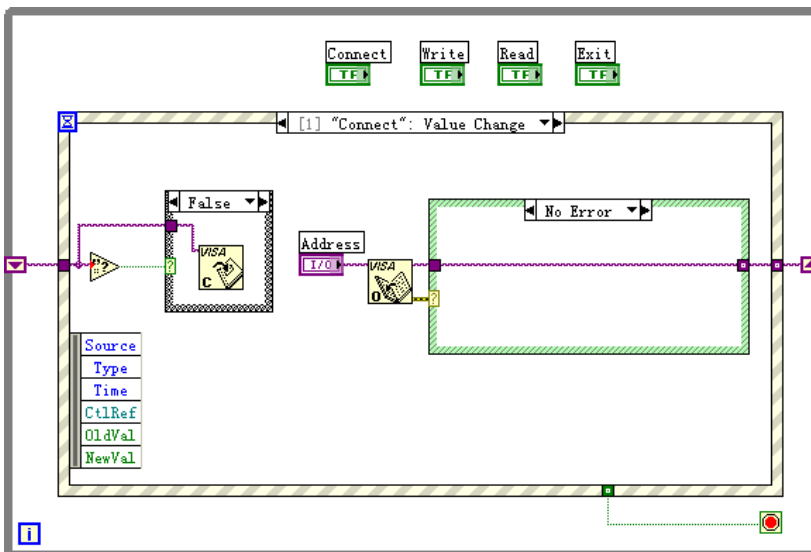 Connect Write Read Exit
TF TF TF TF
[1] "Connect": Value Change
False
No Error
Address
"? 
?
VISA
C
I/O
VISA
O
?
Source
Type
Time
CtlRef
OldVal
NewVal
i